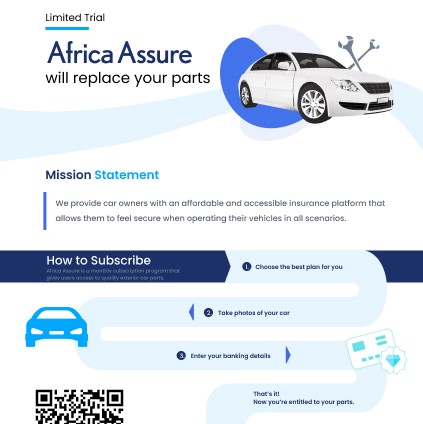 Limited Trial
Africa Assure
will replace your parts
Mission Statement
We provide car owners with an affordable and accessible insurance platform that
allows them to feel secure when operating their vehicles in all scenarios.
How to Subscribe
Africa Assure is a monthly subscription program that
gives users access to quality exterior car parts.
1 Choose the best plan for you
2 Take photos of your car
3 Enter your banking details
That's it!
Now you're entitled to your parts.